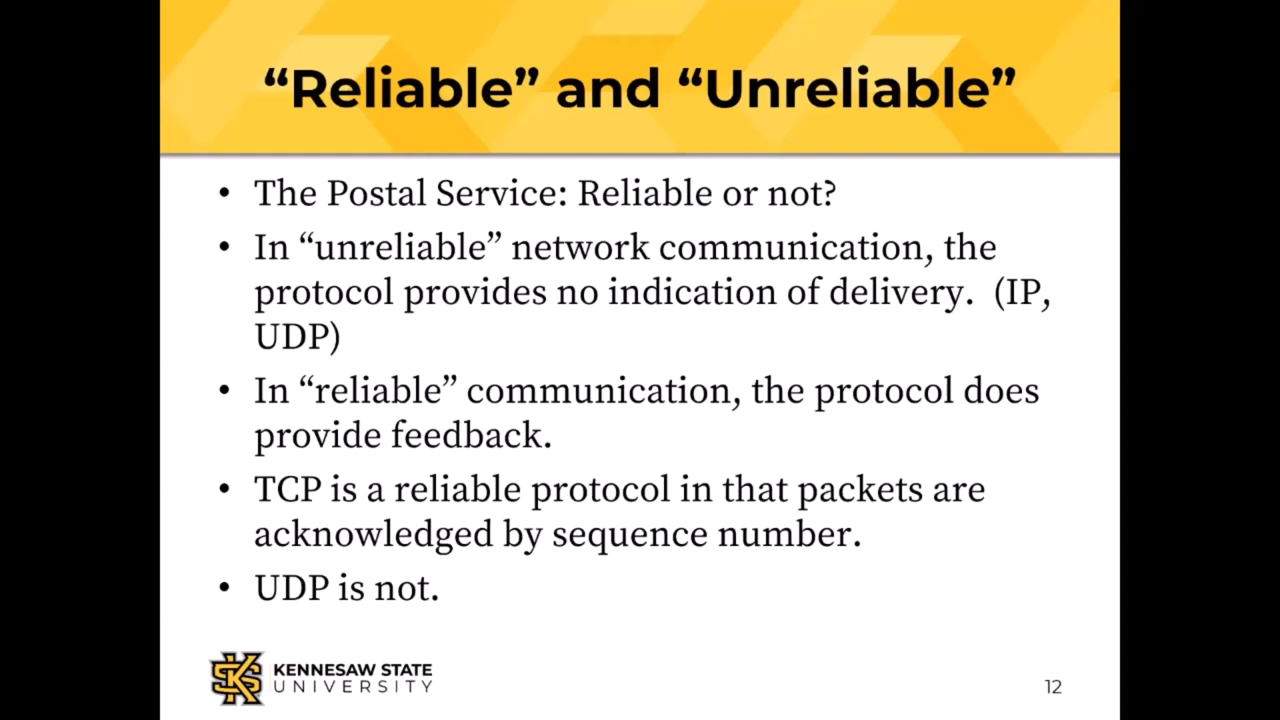 “Reliable” and “Unreliable”
• The Postal Service: Reliable or not?
• In “unreliable” network communication, the
protocol provides no indication of delivery.  (IP,
UDP)
• In “reliable” communication, the protocol does
provide feedback.
• TCP is a reliable protocol in that packets are
acknowledged by sequence number.
• UDP is not.
KENNESAW STATE
UNIVERSITY
12